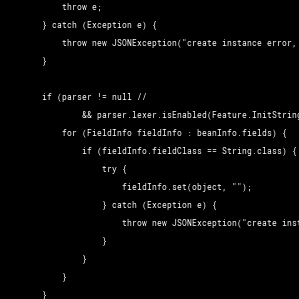 throw e;
} catch (Exception e) {
throw new JSONException("create instance error,
}
if (parser != null //
&& parser.lexer.isEnabled(Feature.InitString
for (FieldInfo fieldInfo : beanInfo.fields) {
if (fieldInfo.fieldClass == String.class) {
try {
fieldInfo.set(object, "");
} catch (Exception e) {
throw new JSONException("create inst
}
}
}
}